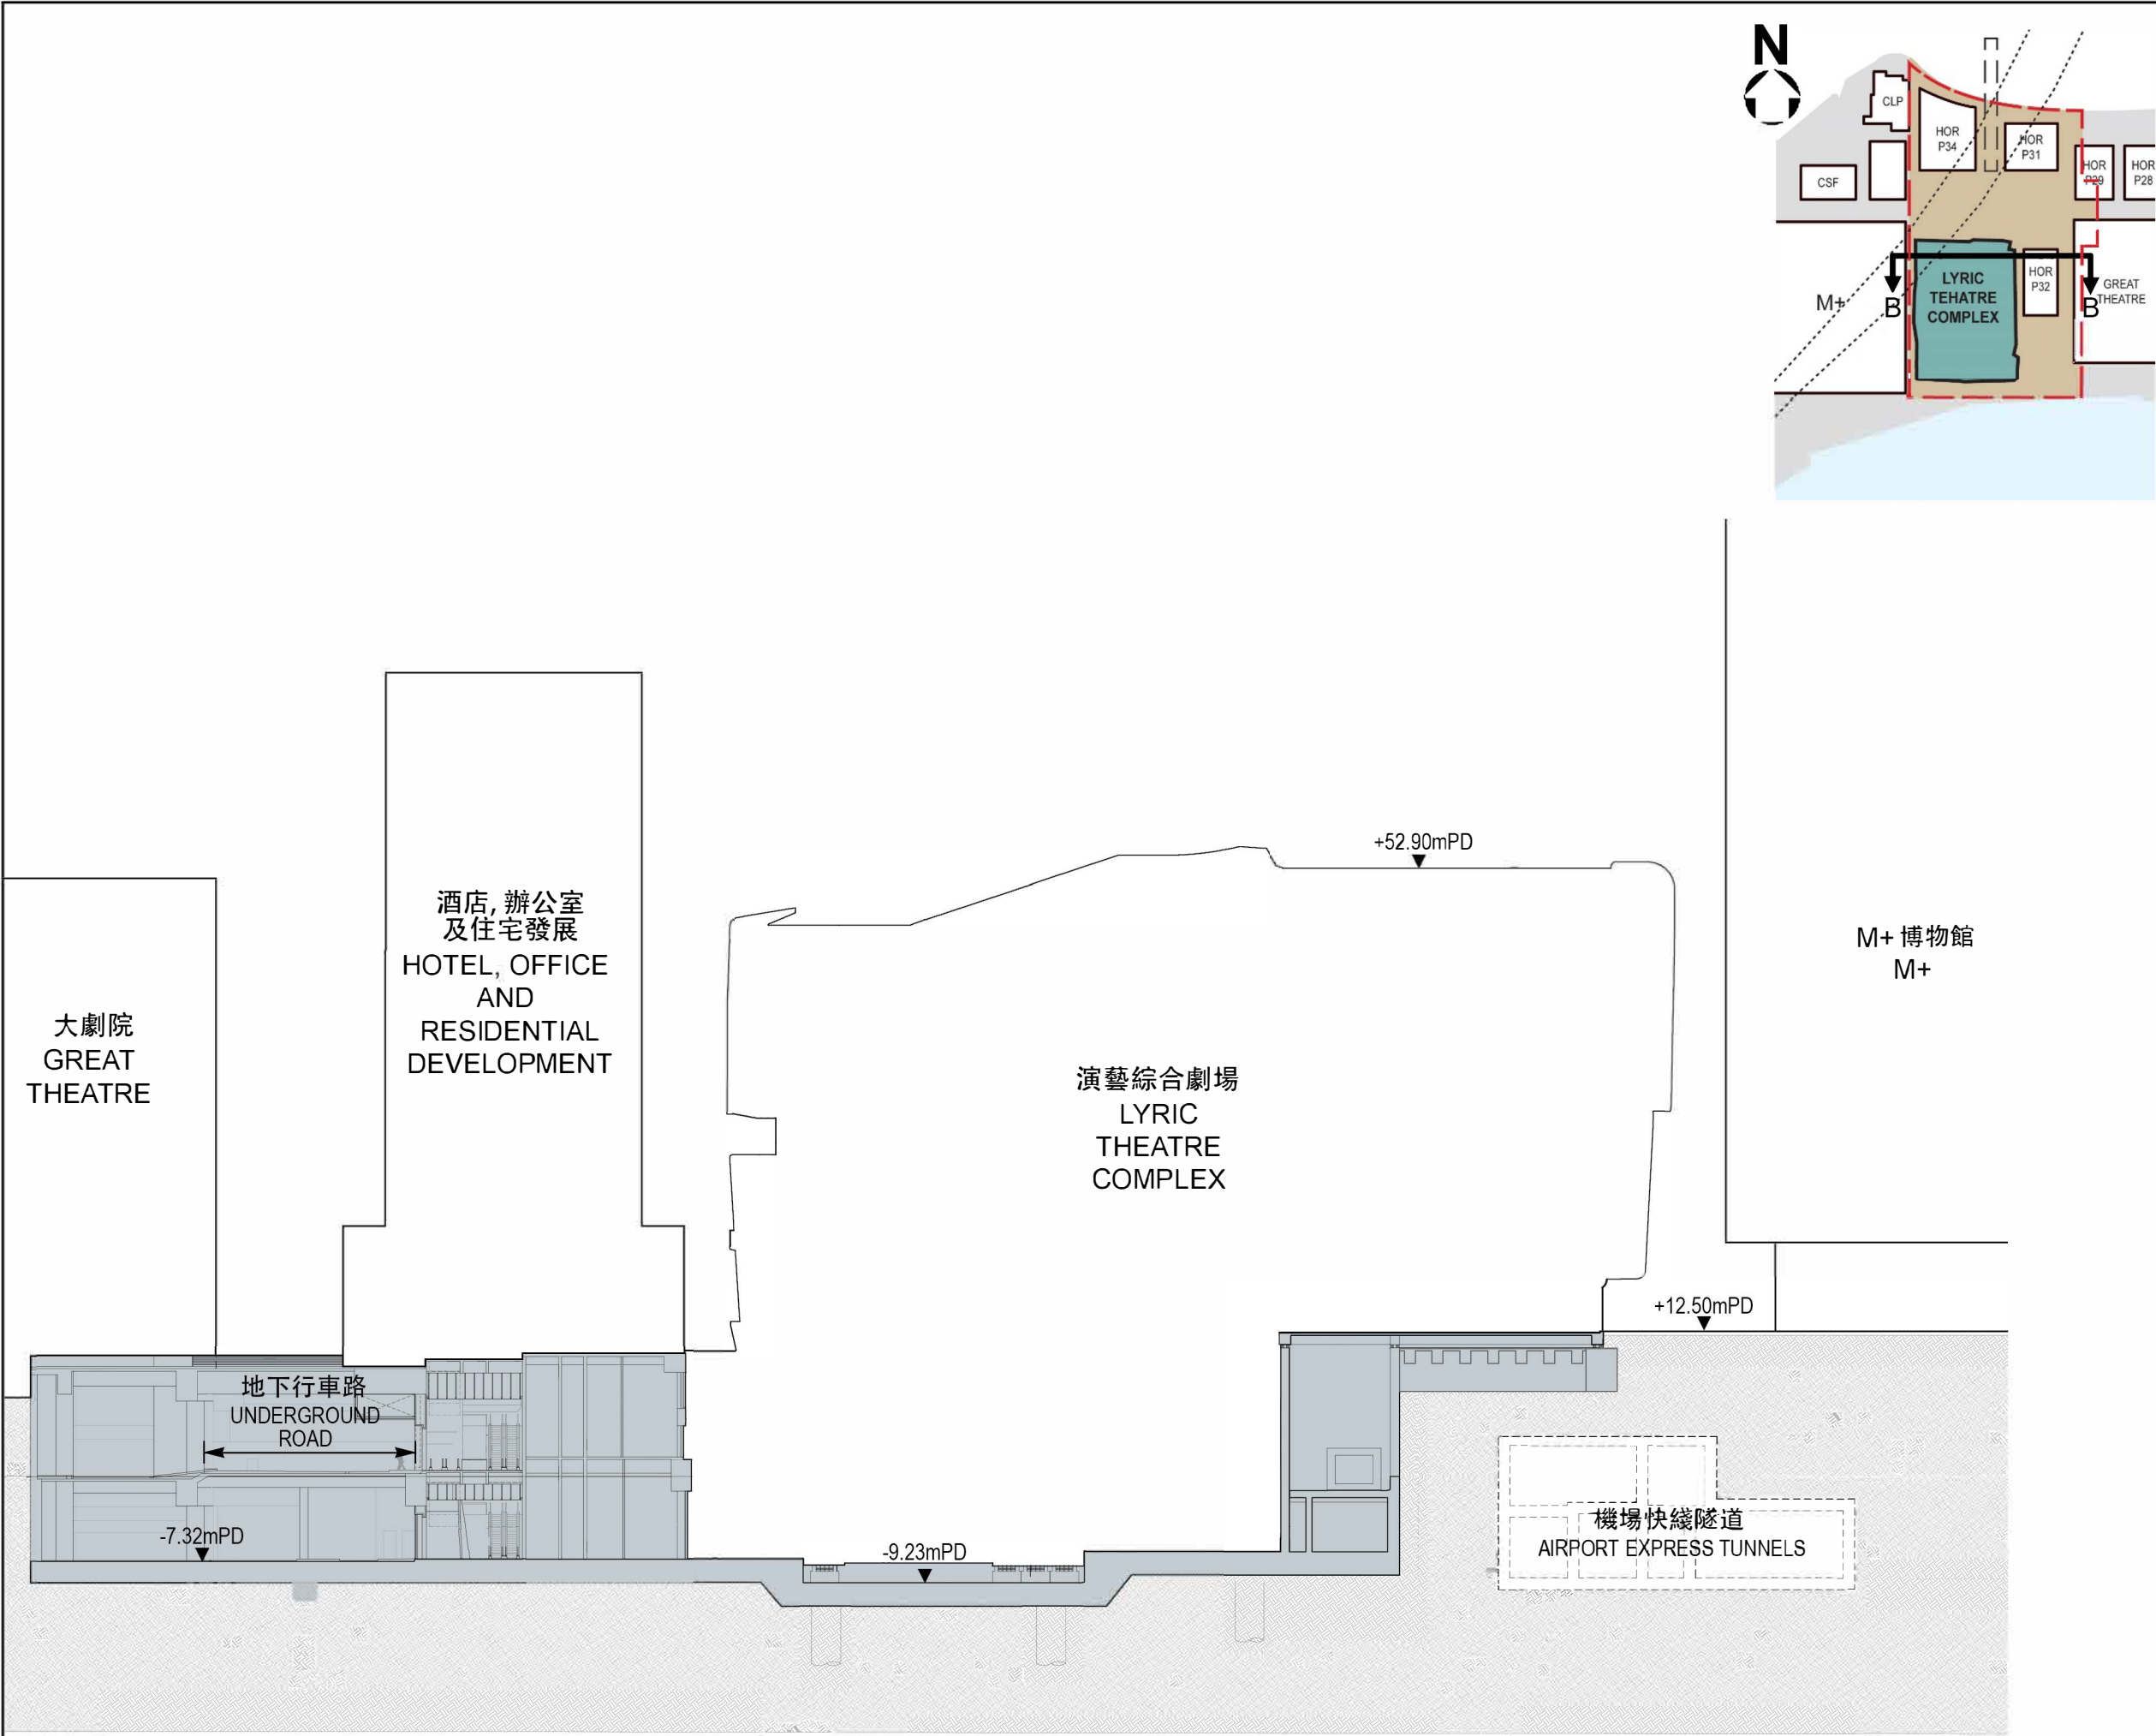 N
CLP
HOR
P34
HOR
P31
HOR
P29
HOR
P28
CSF
M+
B
LYRIC
TEHATRE
COMPLEX
HOR
P32
B
GREAT
THEATRE
+52.90mPD
酒店, 辦公室
及住宅發展
HOTEL, OFFICE
AND
RESIDENTIAL
DEVELOPMENT
大劇院
GREAT
THEATRE
演藝綜合劇場
LYRIC
THEATRE
COMPLEX
M+ 博物館
M+
+12.50mPD
地下行車路
UNDERGROUND
ROAD
-7.32mPD
-9.23mPD
機場快綫隧道
AIRPORT EXPRESS TUNNELS